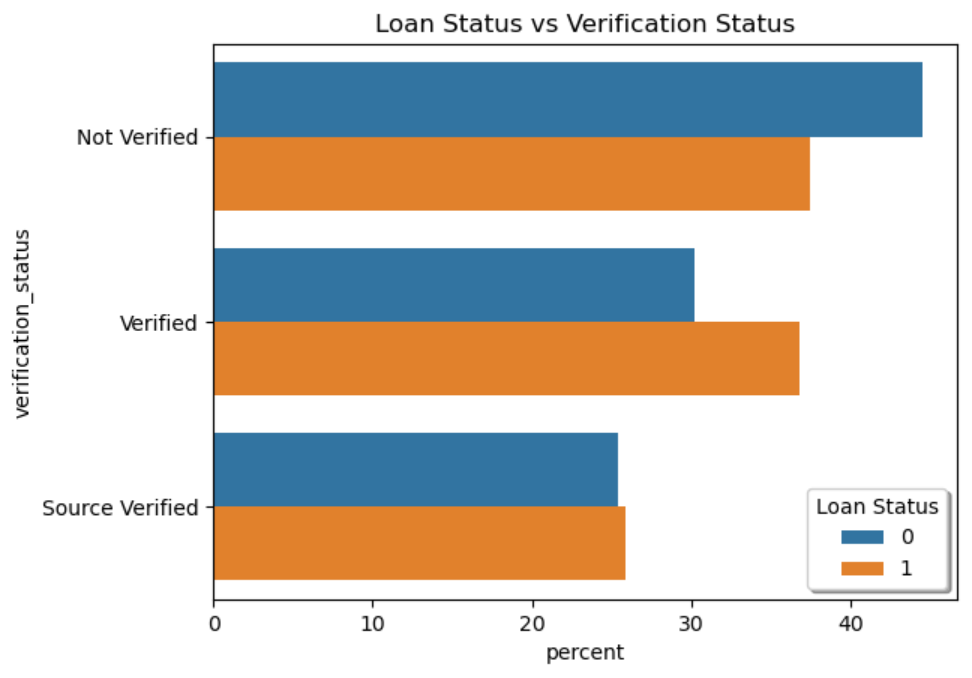 Loan Status vs Verification Status
verification_status
Not Verified
Verified
Source Verified
Loan Status
0
1
0 10 20 30 40
percent